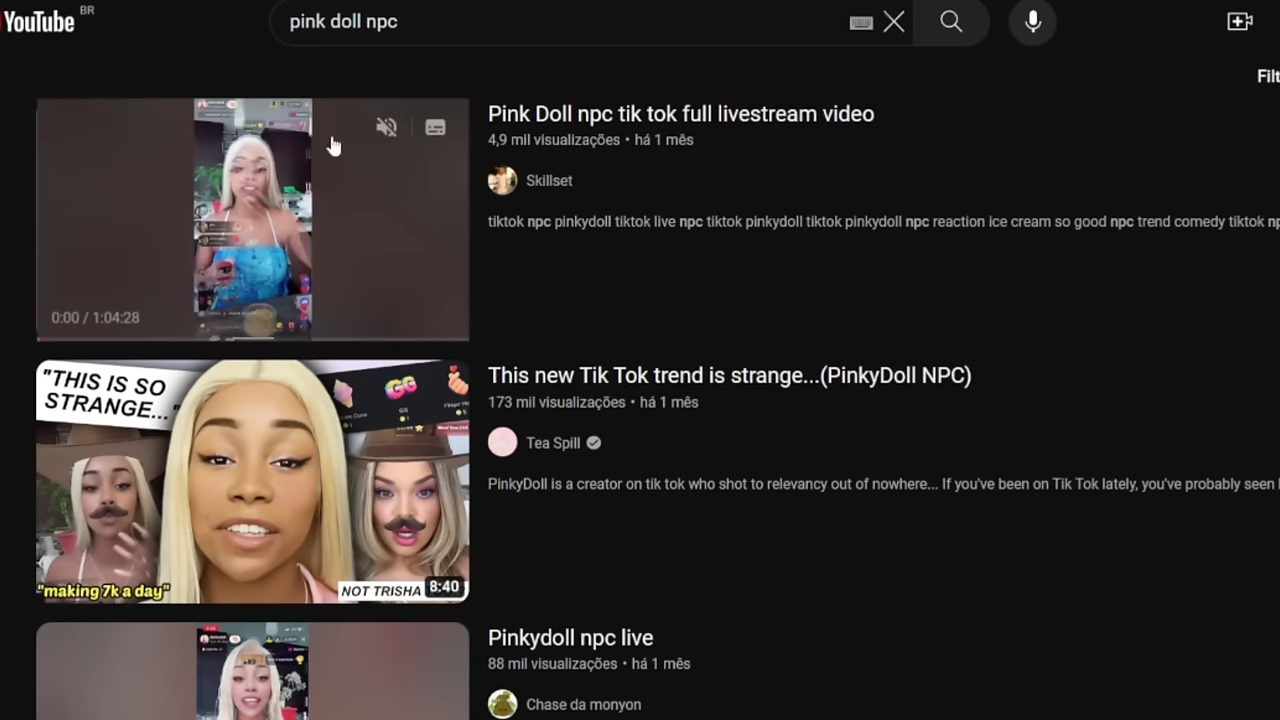 YouTube BR
pink doll npc
Filt
Pink Doll npc tik tok full livestream video
4,9 mil visualizações • há 1 mês
Skillset
tiktok npc pinkydoll tiktok live npc tiktok pinkydoll tiktok pinkydoll npc reaction ice cream so good npc trend comedy tiktok np
0:00 / 1:04:28
"THIS IS SO
STRANGE..."
GG
GG
"making 7k a day"
NOT TRISHA
8:40
This new Tik Tok trend is strange...(PinkyDoll NPC)
173 mil visualizações • há 1 mês
Tea Spill
PinkyDoll is a creator on tik tok who shot to relevancy out of nowhere... If you've been on Tik Tok lately, you've probably seen
Pinkydoll npc live
88 mil visualizações • há 1 mês
Chase da monyon